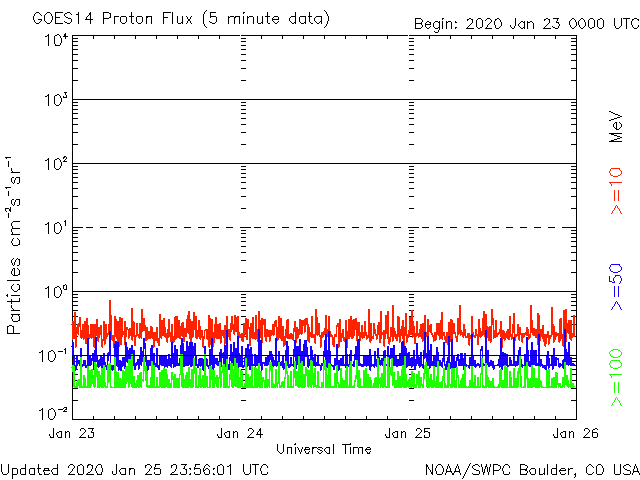 GOES14 Proton Flux (5 minute data)
Begin: 2020 Jan 23 0000 UTC
10⁴
10³
10²
10¹
10⁰
10⁻¹
10⁻²
Particles cm⁻²s⁻¹sr⁻¹
MeV
>=10
>=50
>=100
Jan 23
Jan 24
Jan 25
Jan 26
Universal Time
Updated 2020 Jan 25 23:56:01 UTC
NOAA/SWPC Boulder, CO USA